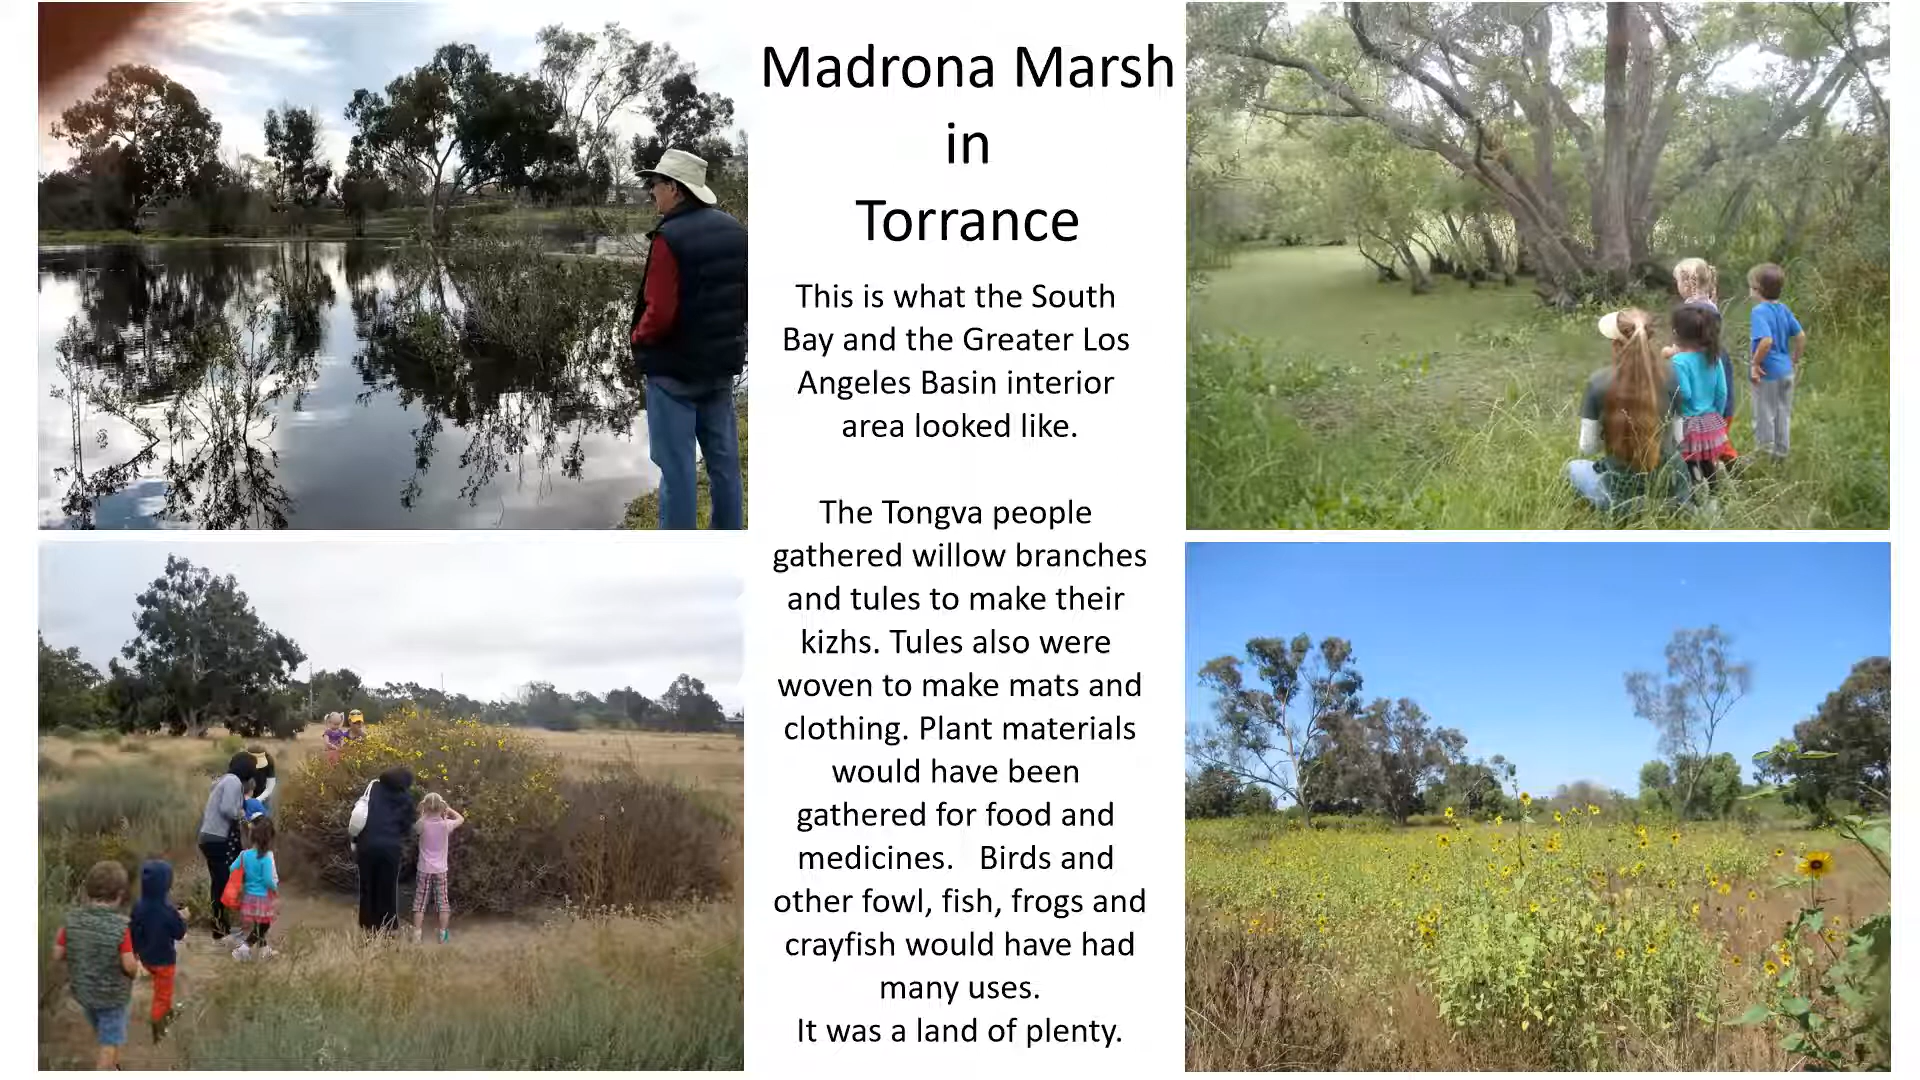 Madrona Marsh
in
Torrance
This is what the South
Bay and the Greater Los
Angeles Basin interior
area looked like.
The Tongva people
gathered willow branches
and tules to make their
kizhs. Tules also were
woven to make mats and
clothing. Plant materials
would have been
gathered for food and
medicines.   Birds and
other fowl, fish, frogs and
crayfish would have had
many uses.
It was a land of plenty.